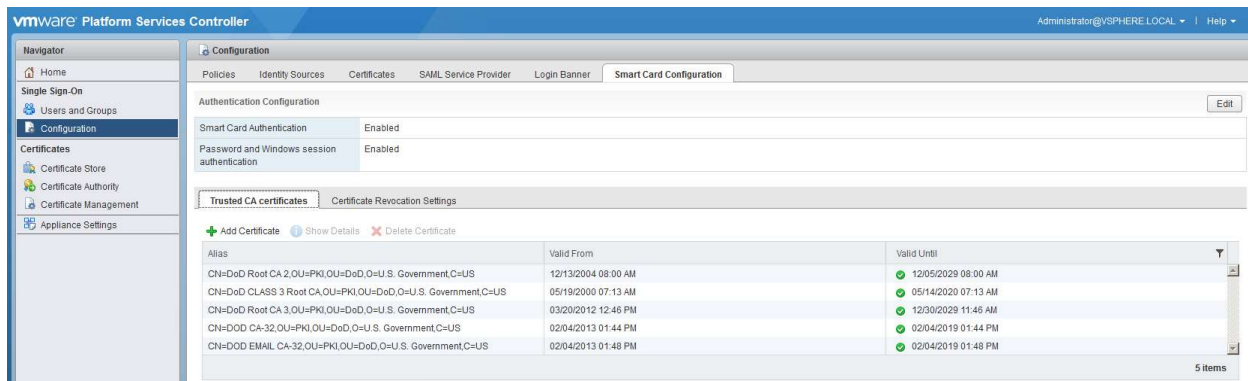 vmware Platform Services Controller
Administrator@VSPHERE.LOCAL | Help
Navigator
Home
Single Sign-On
Users and Groups
Configuration
Certificates
Certificate Store
Certificate Authority
Certificate Management
Appliance Settings
Configuration
Policies Identity Sources Certificates SAML Service Provider Login Banner Smart Card Configuration
Authentication Configuration Edit
Smart Card Authentication Enabled
Password and Windows session Enabled
authentication
Trusted CA certificates Certificate Revocation Settings
Add Certificate Show Details Delete Certificate
Alias Valid From Valid Until
CN=DoD Root CA 2,OU=PKI,OU=DoD,O=U.S. Government,C=US 12/13/2004 08:00 AM 12/05/2029 08:00 AM
CN=DoD CLASS 3 Root CA,OU=PKI,OU=DoD,O=U.S. Government,C=US 05/19/2000 07:13 AM 05/14/2020 07:13 AM
CN=DoD Root CA 3,OU=PKI,OU=DoD,O=U.S. Government,C=US 03/20/2012 12:46 PM 12/30/2029 11:46 AM
CN=DOD CA-32,OU=PKI,OU=DoD,O=U.S. Government,C=US 02/04/2013 01:44 PM 02/04/2019 01:44 PM
CN=DOD EMAIL CA-32,OU=PKI,OU=DoD,O=U.S. Government,C=US 02/04/2013 01:48 PM 02/04/2019 01:48 PM
5 items